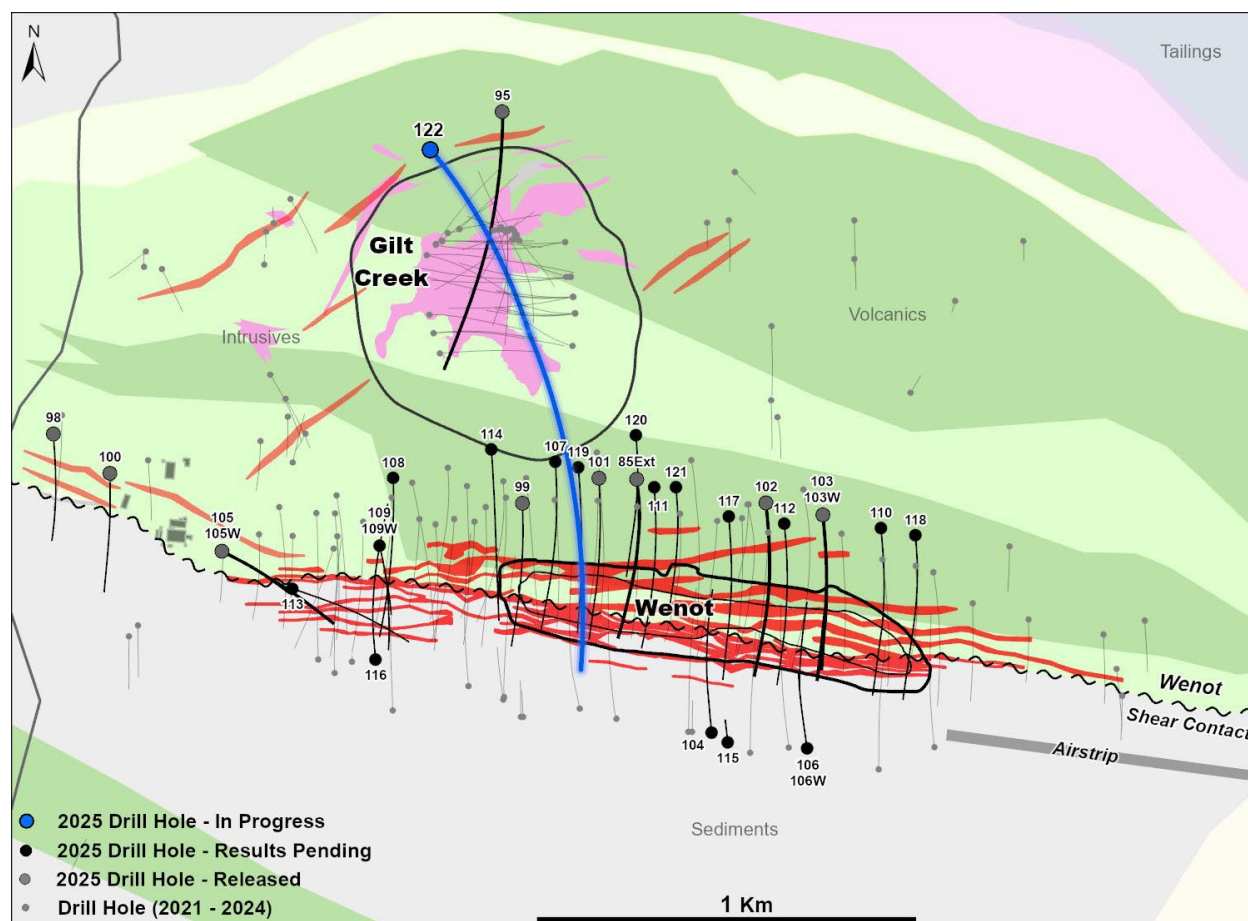 N
Tailings
95
122
Gilt
Creek
Volcanics
Intrusives
98
120
114
107
119
101
85Ext
100
108
99
111
121
117
102
103
103W
112
110
118
105
105W
109
109W
113
Wenot
116
104
115
106
106W
Wenot
Shear Contact
Airstrip
Sediments
2025 Drill Hole - In Progress
2025 Drill Hole - Results Pending
2025 Drill Hole - Released
Drill Hole (2021 - 2024)
1 Km